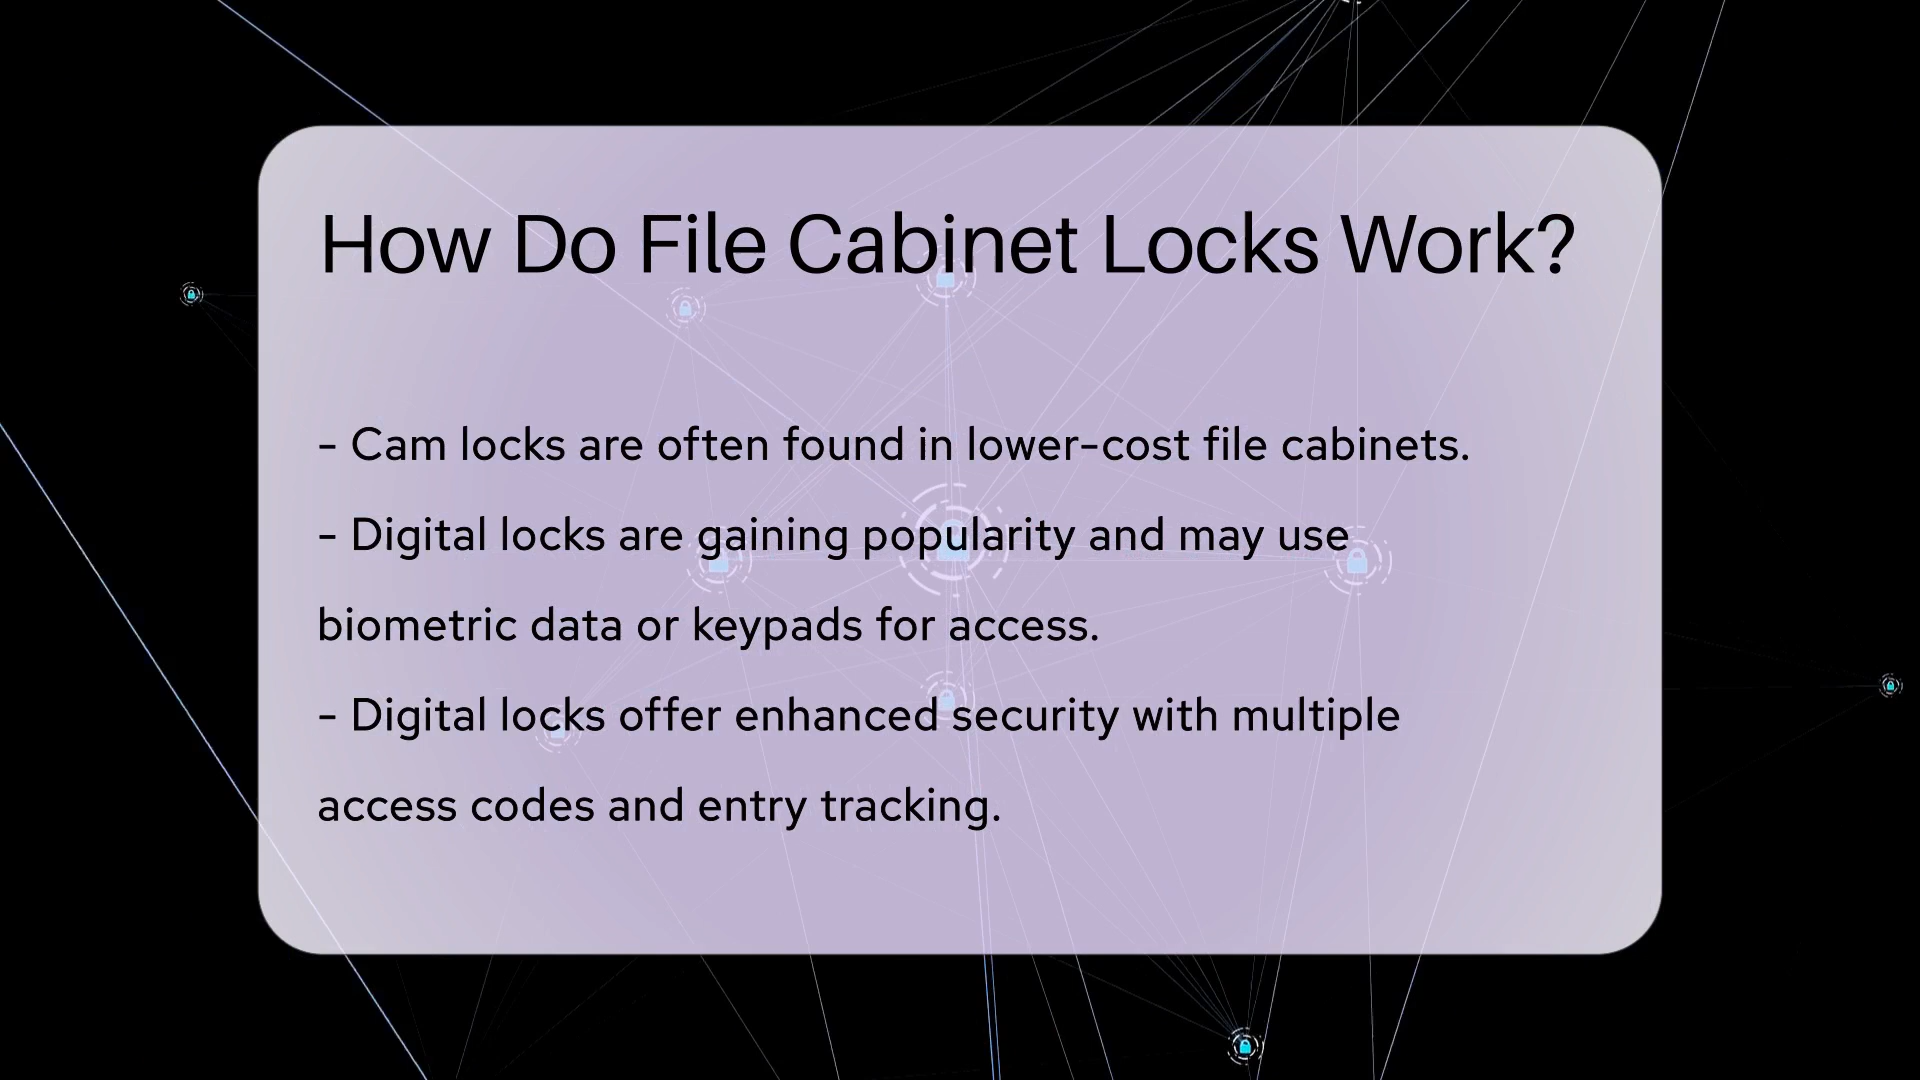 How Do File Cabinet Locks Work?
- Cam locks are often found in lower-cost file cabinets.
- Digital locks are gaining popularity and may use
biometric data or keypads for access.
- Digital locks offer enhanced security with multiple
access codes and entry tracking.